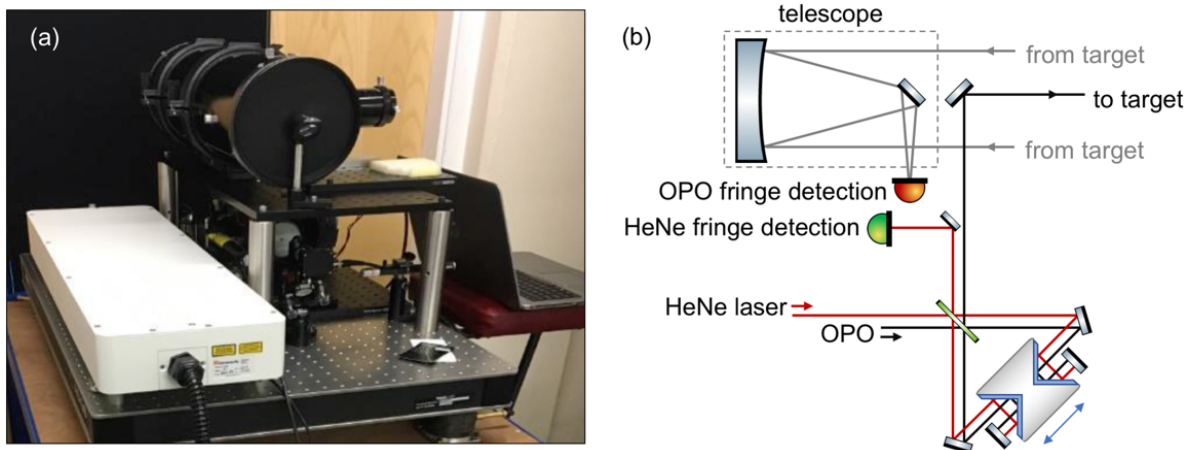 (a)
(b)
telescope
from target
to target
from target
OPO fringe detection
HeNe fringe detection
HeNe laser
OPO